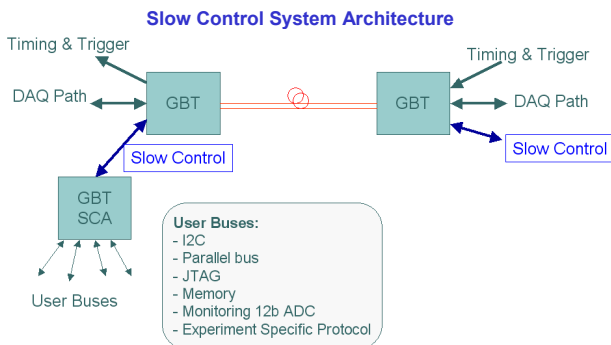 Slow Control System Architecture
Timing & Trigger
Timing & Trigger
DAQ Path
GBT
GBT
DAQ Path
Slow Control
Slow Control
GBT
SCA
User Buses
User Buses:
- I2C
- Parallel bus
- JTAG
- Memory
- Monitoring 12b ADC
- Experiment Specific Protocol